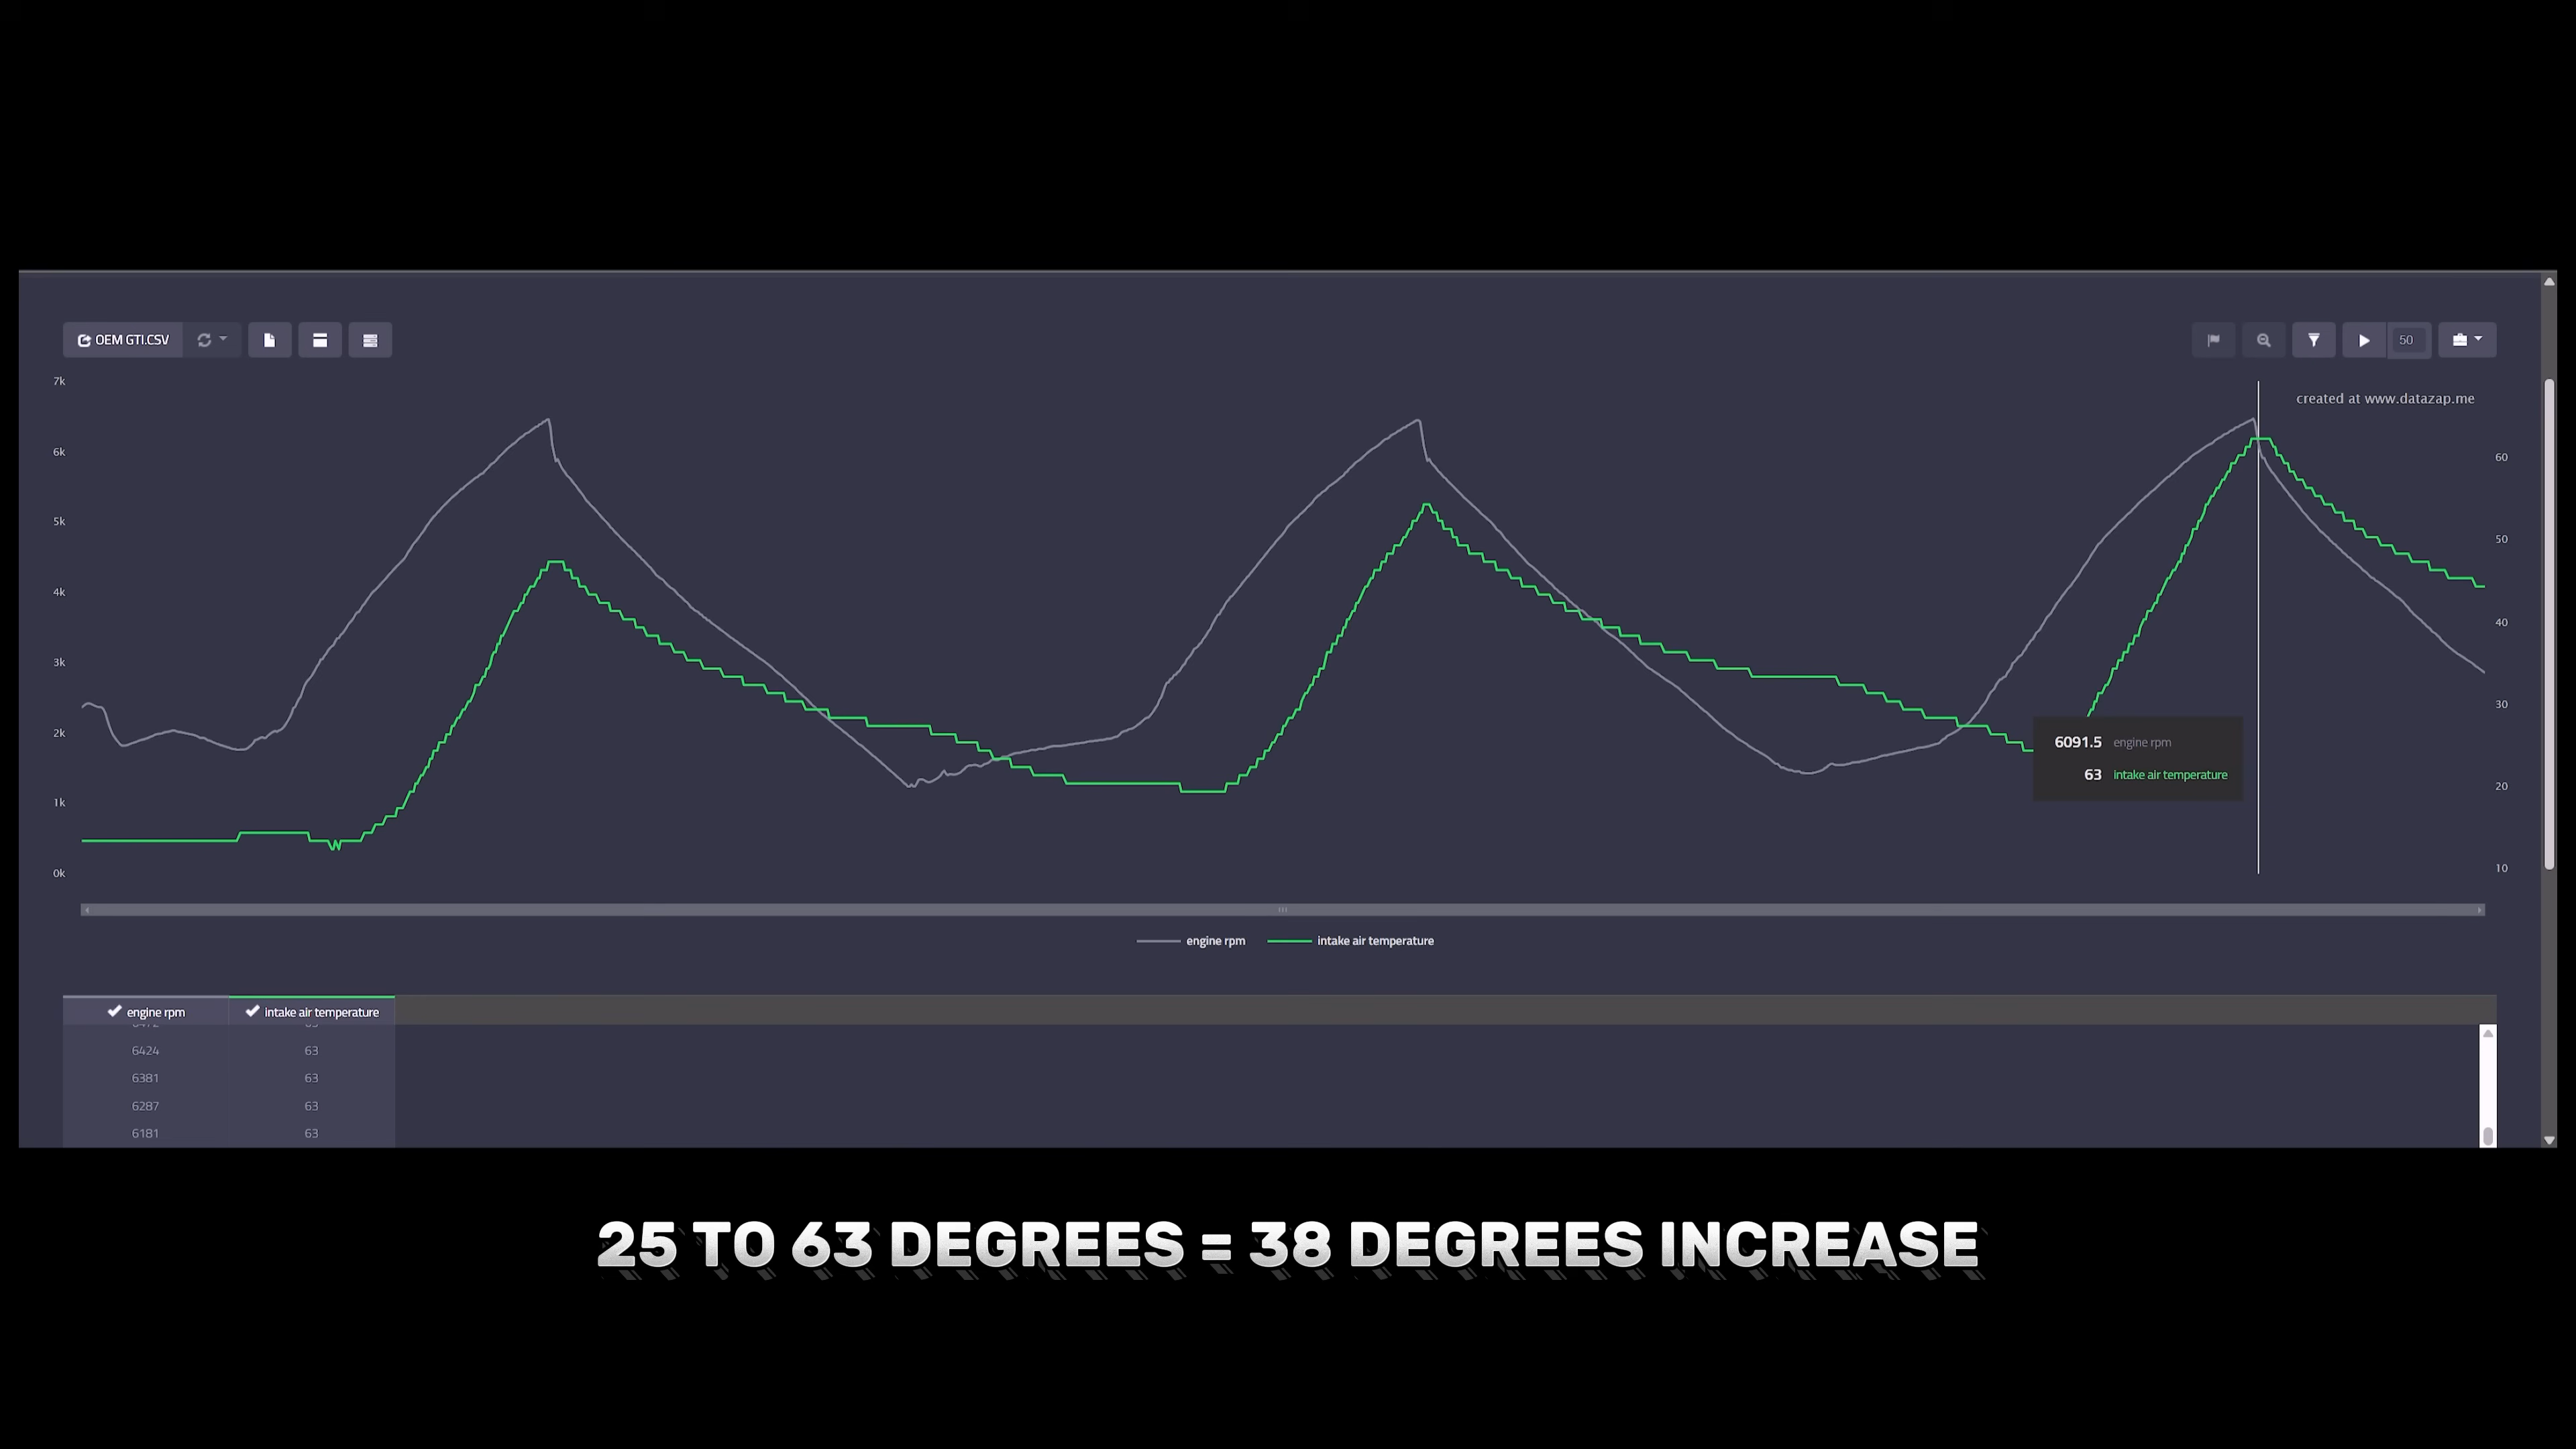 OEM GTI.CSV
50
created at www.datazap.me
7k
6k
5k
4k
3k
2k
1k
0k
60
50
40
30
20
10
6091.5 engine rpm
63 intake air temperature
engine rpm intake air temperature
engine rpm intake air temperature
6424 63
6381 63
6287 63
6181 63
25 TO 63 DEGREES = 38 DEGREES INCREASE